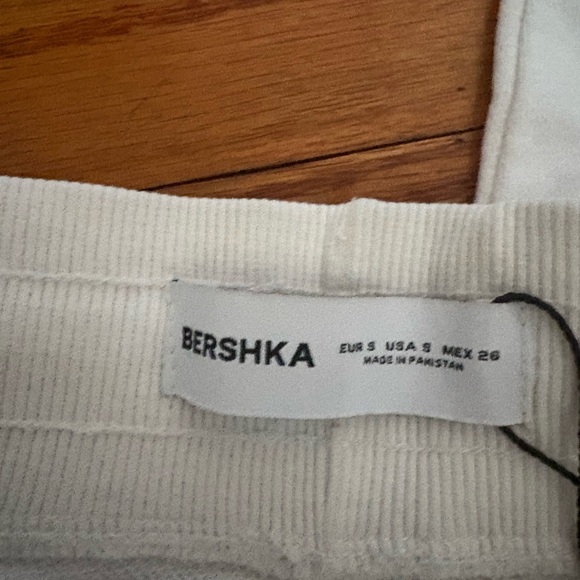 BERSHKA
EUR S USA S MEX 26
MADE IN PAKISTAN